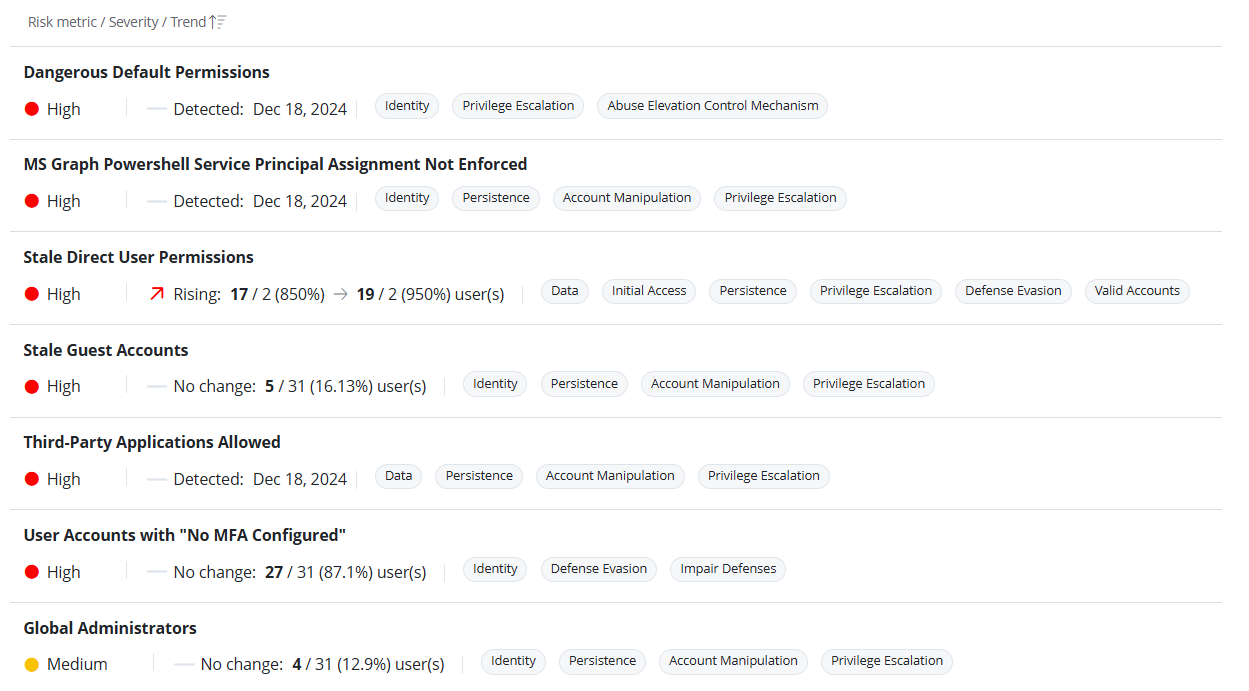 Risk metric / Severity / Trend
Dangerous Default Permissions
High Detected: Dec 18, 2024 Identity Privilege Escalation Abuse Elevation Control Mechanism
MS Graph Powershell Service Principal Assignment Not Enforced
High Detected: Dec 18, 2024 Identity Persistence Account Manipulation Privilege Escalation
Stale Direct User Permissions
High Rising: 17 / 2 (850%) → 19 / 2 (950%) user(s) Data Initial Access Persistence Privilege Escalation Defense Evasion Valid Accounts
Stale Guest Accounts
High No change: 5 / 31 (16.13%) user(s) Identity Persistence Account Manipulation Privilege Escalation
Third-Party Applications Allowed
High Detected: Dec 18, 2024 Data Persistence Account Manipulation Privilege Escalation
User Accounts with "No MFA Configured"
High No change: 27 / 31 (87.1%) user(s) Identity Defense Evasion Impair Defenses
Global Administrators
Medium No change: 4 / 31 (12.9%) user(s) Identity Persistence Account Manipulation Privilege Escalation